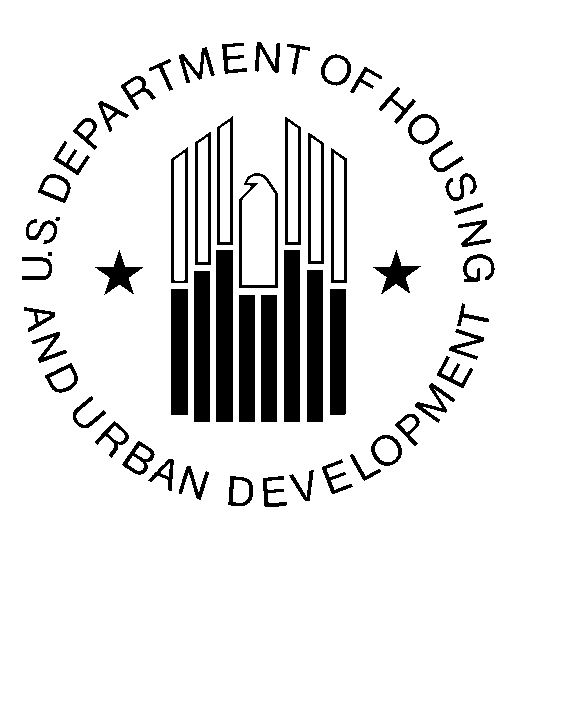 U.S. DEPARTMENT OF HOUSING
AND URBAN DEVELOPMENT